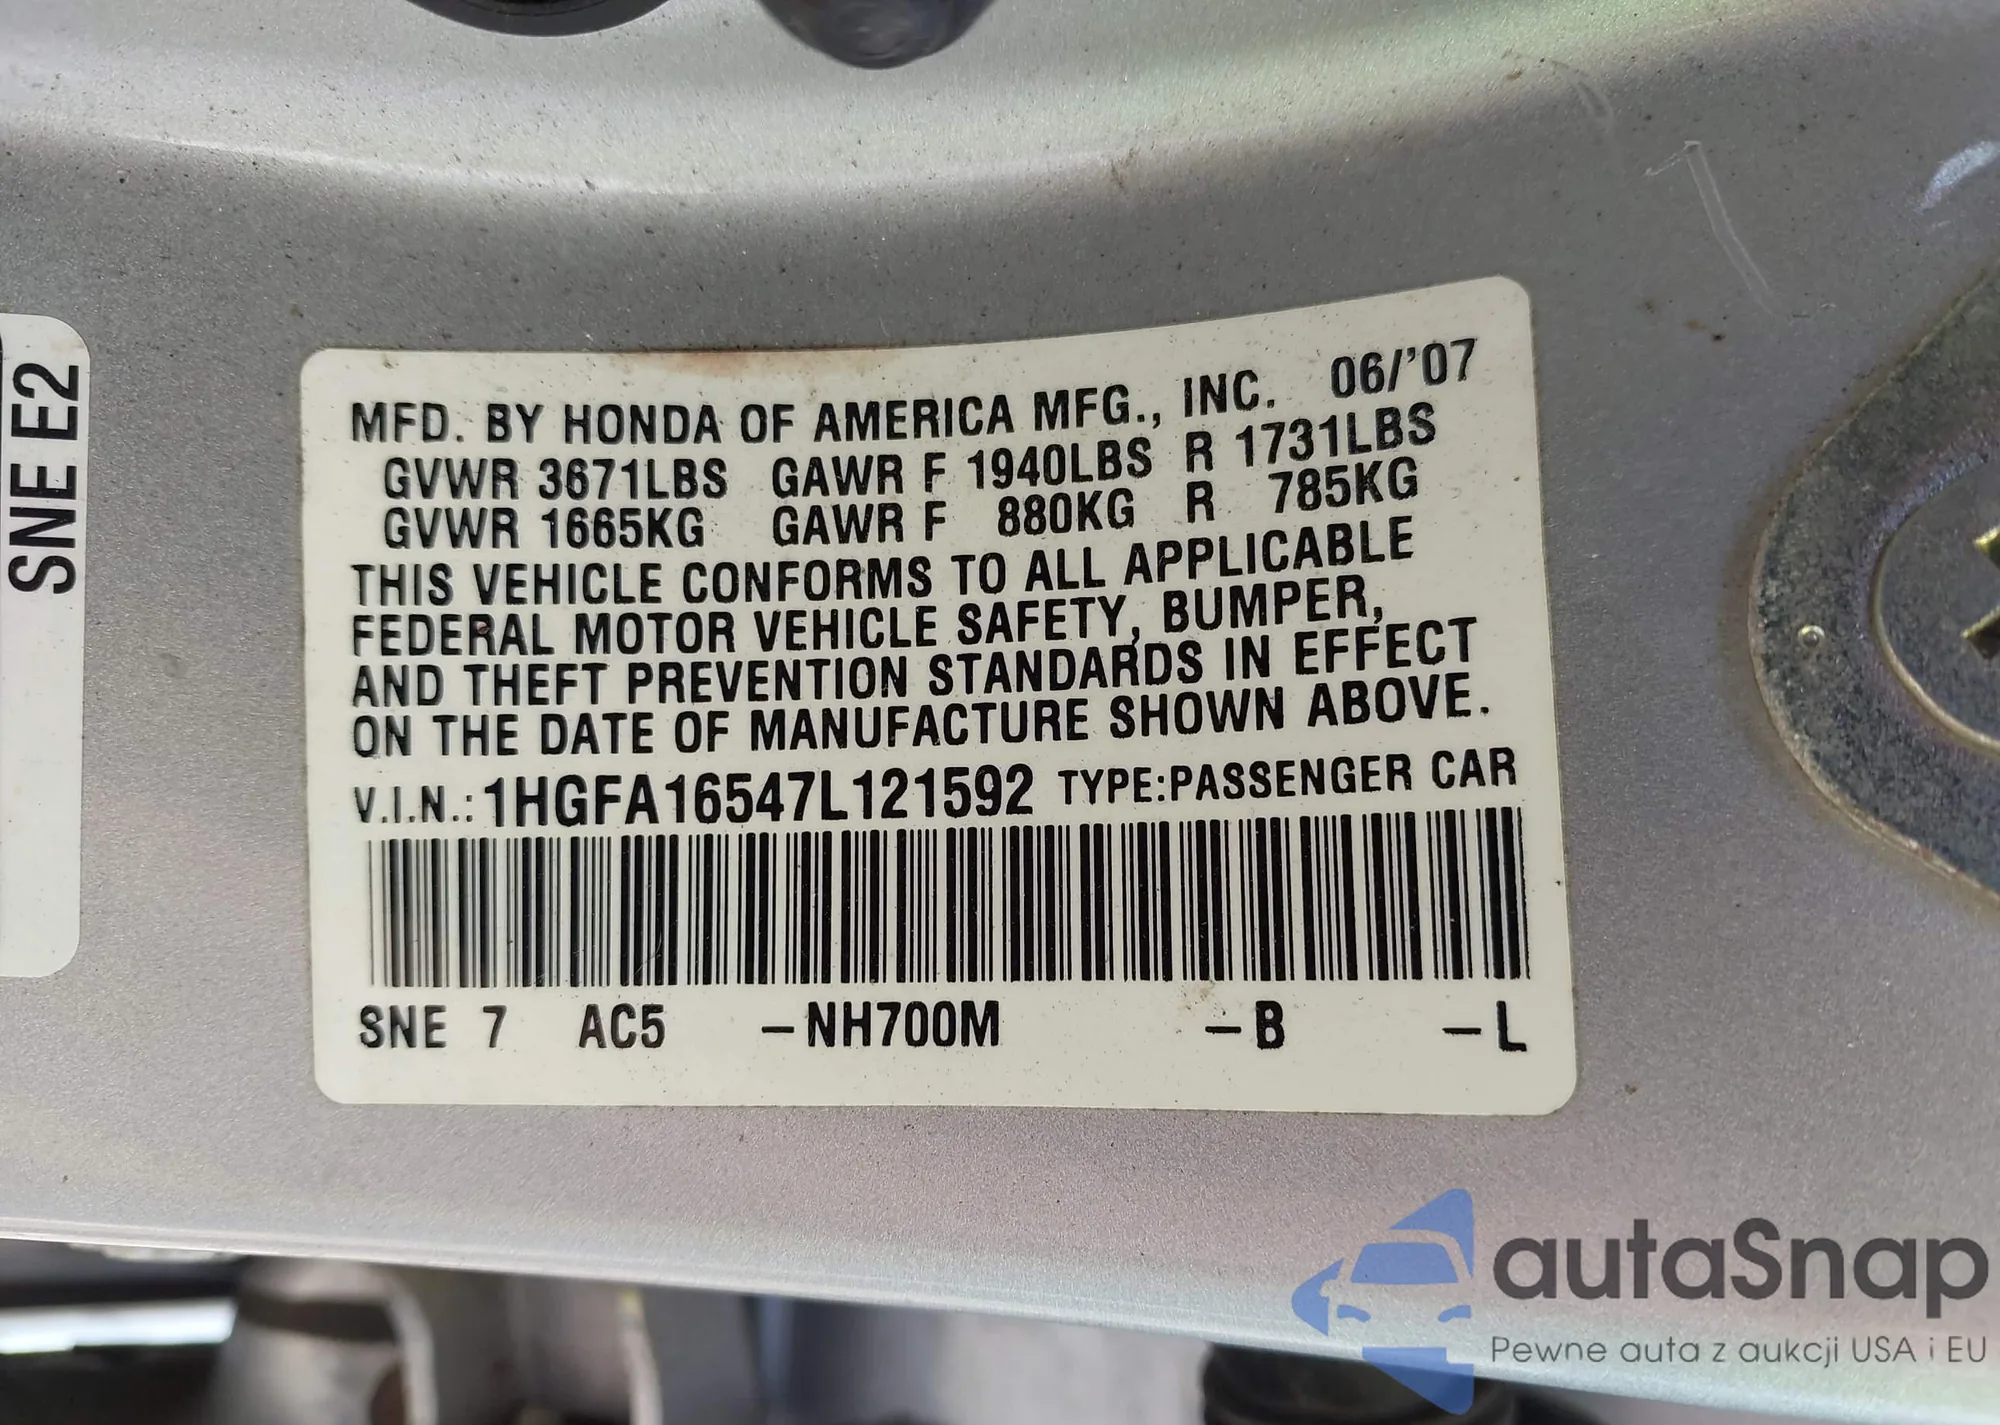 SNE E2
MFD. BY HONDA OF AMERICA MFG., INC. 06/'07
GVWR 3671LBS GAWR F 1940LBS R 1731LBS
GVWR 1665KG GAWR F 880KG R 785KG
THIS VEHICLE CONFORMS TO ALL APPLICABLE
FEDERAL MOTOR VEHICLE SAFETY, BUMPER,
AND THEFT PREVENTION STANDARDS IN EFFECT
ON THE DATE OF MANUFACTURE SHOWN ABOVE.
V.I.N.: 1HGFA16547L121592 TYPE:PASSENGER CAR
SNE 7 AC5 –NH700M –B –L
autaSnap
Pewne auta z aukcji USA i EU